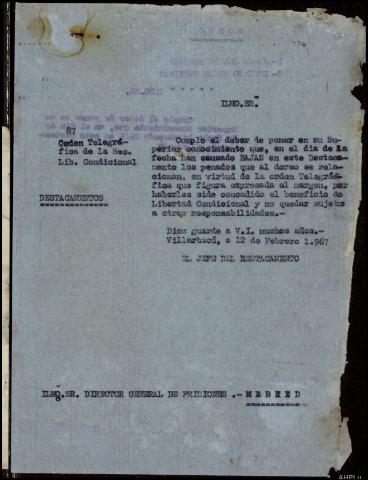 ILMO.SR.
87
Orden Telegrá-
fica de la Sec.
Lib. Condicional
DESTACAMENTOS
Cumplo el deber de poner en su Su-
perior conocimiento que, en el dia de la
fecha han causado BAJAS en este Destaca-
mento los penados que al dorso se rela-
cionan, en virtud de la orden Telegrá-
fica que figura expresada al margen, por
haberles sido concedido el beneficio de
Libertad Condicional y no quedar sujetos
a otras responsabilidades.-
Dios guarde a V.I. muchos años.-
a 12 de Febrero 1.967
EL JEFE DEL DESTACAMENTO
ILMO.SR. DIRECTOR GENERAL DE PRISIONES .-